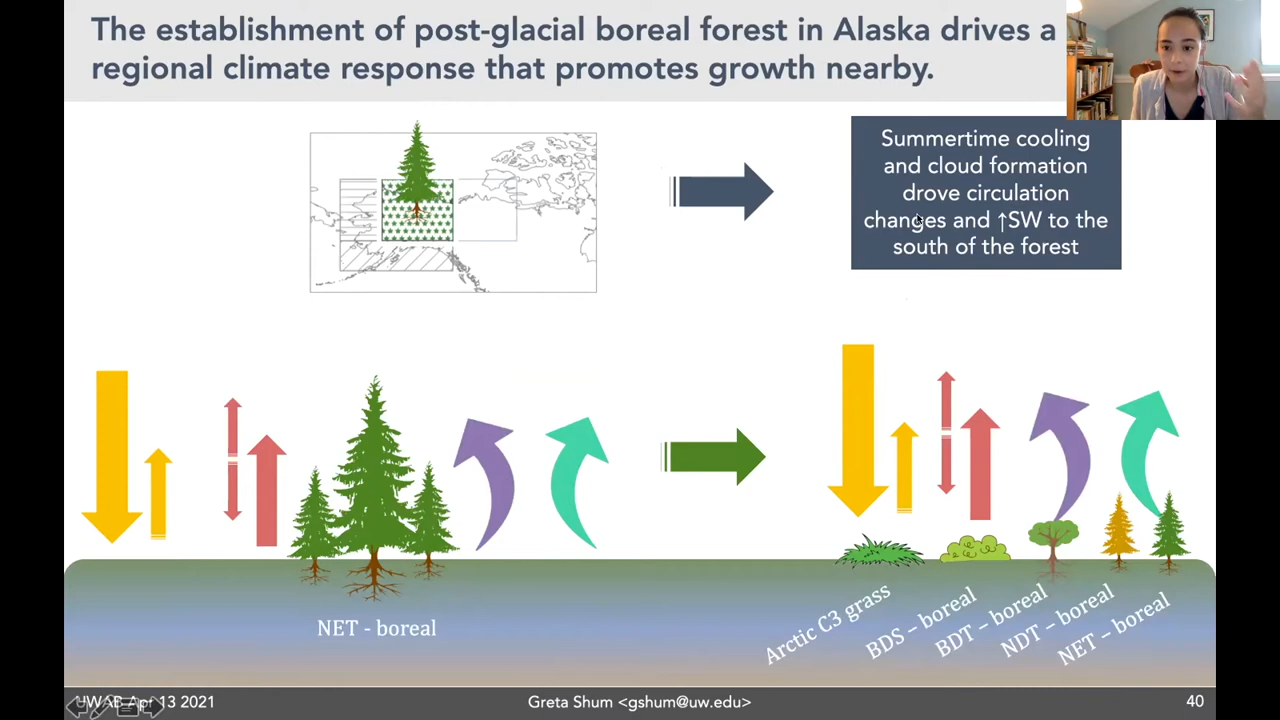 The establishment of post-glacial boreal forest in Alaska drives a
regional climate response that promotes growth nearby.
Summertime cooling
and cloud formation
drove circulation
changes and ↑SW to the
south of the forest
NET - boreal
Arctic C3 grass
BDS – boreal
BDT – boreal
NDT – boreal
NET – boreal
UWAB Apr 13 2021
Greta Shum <gshum@uw.edu>
40